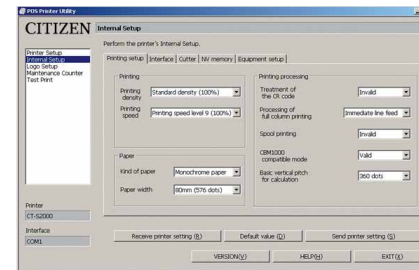 POS Printer Utility
CITIZEN
Internal Setup
Perform the printer's Internal Setup.
Printer Setup
Internal Setup
Logo Setup
Maintenance Counter
Test Print
Printing setup Interface Cutter NV memory Equipment setup
Printing
Printing density Standard density (100%)
Printing speed Printing speed level 9 (100%)
Paper
Kind of paper Monochrome paper
Paper width 80mm (576 dots)
Printing processing
Treatment of the CR code Invalid
Processing of full column printing Immediate line feed
Spool printing Invalid
CBM1000 compatible mode Valid
Basic vertical pitch for calculation 360 dots
Printer
CT-S2000
Interface
COM1
Receive printer setting (R) Default value (D) Send printer setting (S)
VERSION(V) HELP(H) EXIT(X)